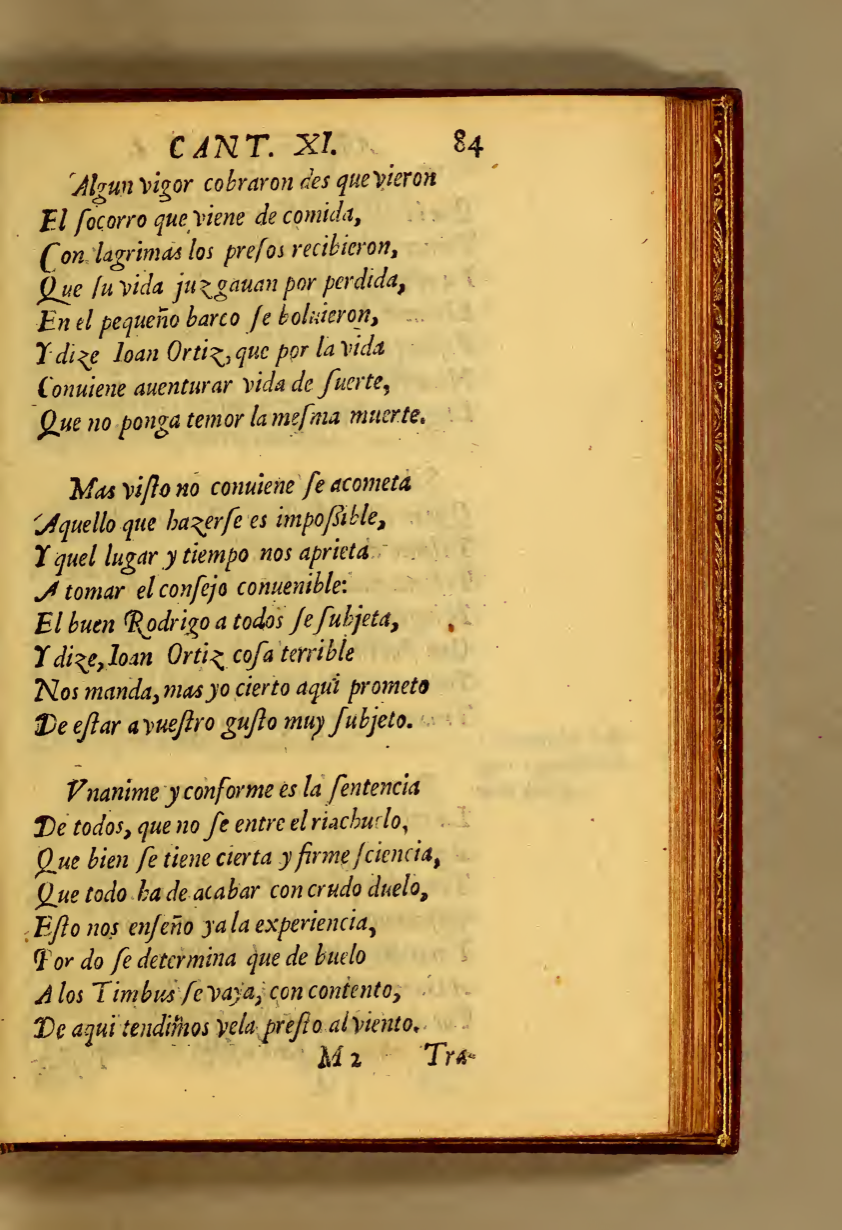 CANT. XI. 84
Algun vigor cobraron des que vieron
El ſocorro que viene de comida,
Con lagrimas los preſos recibieron,
Que ſu vida juzgauan por perdida,
En el pequeño barco ſe boluieron,
Y dize Ioan Ortiz, que por la vida
Conuiene auenturar vida de ſuerte,
Que no ponga temor la meſma muerte.
Mas viſto no conuiene ſe acometa
Aquello que hazerſe es impoſsible,
Y quel lugar y tiempo nos aprieta
A tomar el conſejo conuenible:
El buen Rodrigo a todos ſe ſubjeta,
Y dize, Ioan Ortiz coſa terrible
Nos manda, mas yo cierto aqui prometo
De eſtar a vueſtro guſto muy ſubjeto.
Vnanime y conforme es la ſentencia
De todos, que no ſe entre el riachuelo,
Que bien ſe tiene cierta y firme ſciencia,
Que todo ha de acabar con crudo duelo,
Eſto nos enſeño ya la experiencia,
Por do ſe determina que de buelo
A los Timbus ſe vaya, con contento,
De aqui tendimos vela preſto al viento.
M 2 Tra-